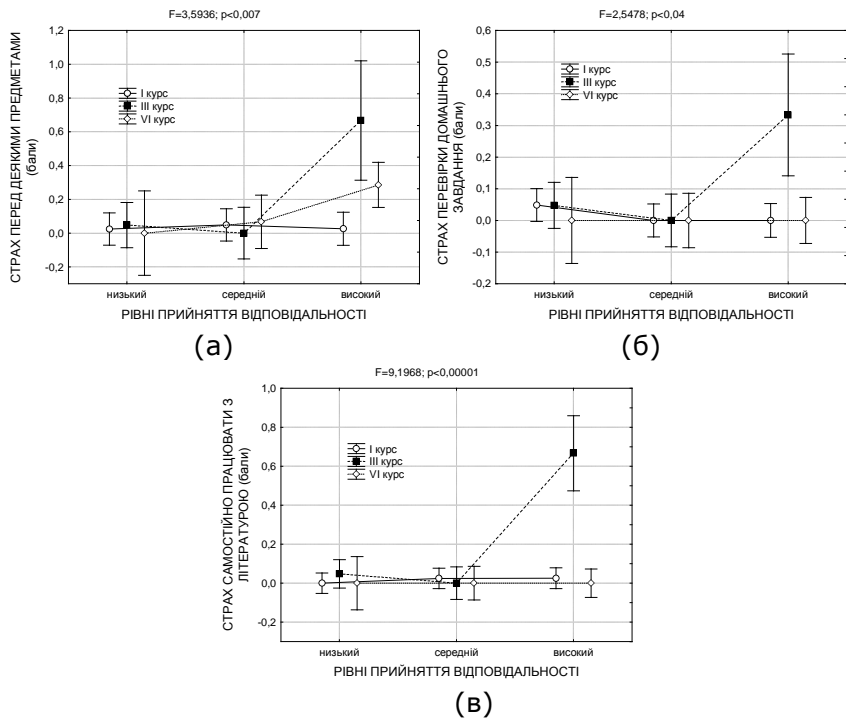 F=3,5936; p<0,007
СТРАХ ПЕРЕД ДЕЯКИМИ ПРЕДМЕТАМИ
(бали)
1,2
1,0
0,8
0,6
0,4
0,2
0,0
-0,2
I курс
III курс
VI курс
низький середній високий
РІВНІ ПРИЙНЯТТЯ ВІДПОВІДАЛЬНОСТІ
(а)
F=2,5478; p<0,04
СТРАХ ПЕРЕВІРКИ ДОМАШНЬОГО
ЗАВДАННЯ (бали)
0,6
0,5
0,4
0,3
0,2
0,1
0,0
-0,1
-0,2
I курс
III курс
VI курс
низький середній високий
РІВНІ ПРИЙНЯТТЯ ВІДПОВІДАЛЬНОСТІ
(б)
F=9,1968; p<0,00001
СТРАХ САМОСТІЙНО ПРАЦЮВАТИ З
ЛІТЕРАТУРОЮ (бали)
1,0
0,8
0,6
0,4
0,2
0,0
-0,2
I курс
III курс
VI курс
низький середній високий
РІВНІ ПРИЙНЯТТЯ ВІДПОВІДАЛЬНОСТІ
(в)